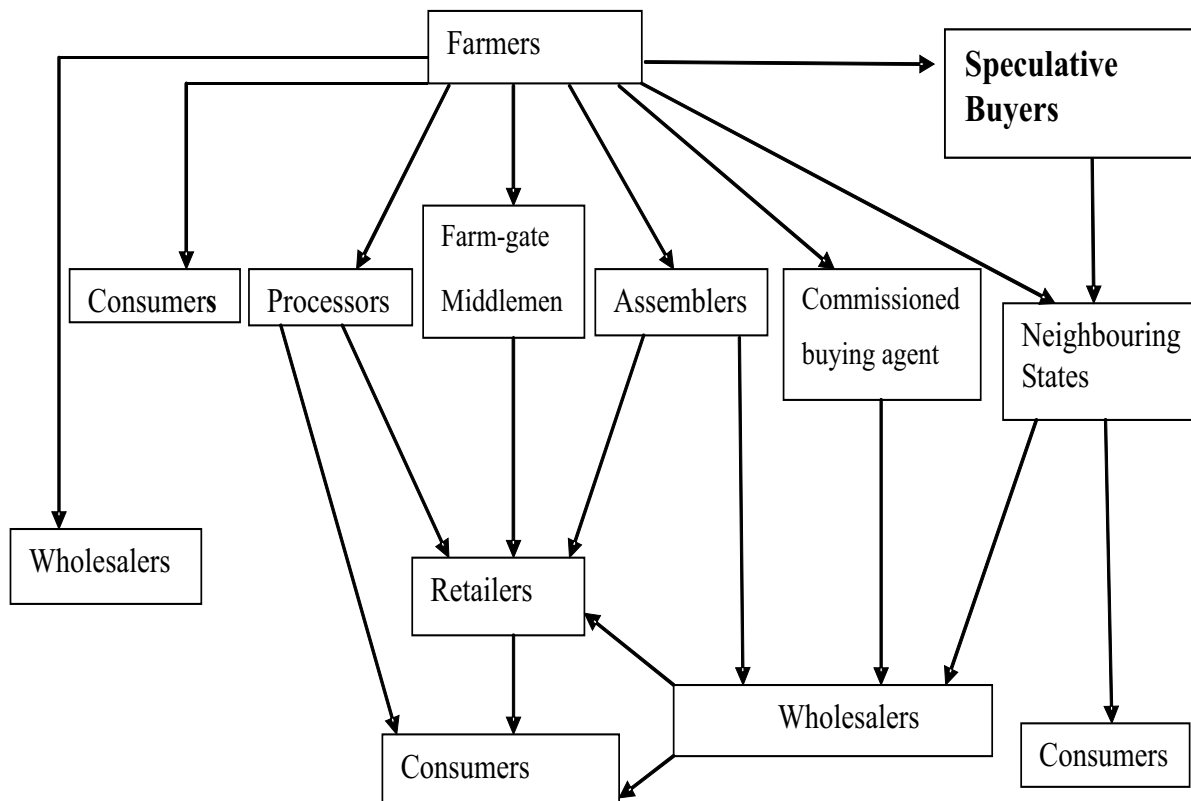 Farmers
Speculative
Buyers
Farm-gate
Middlemen
Consumers
Processors
Assemblers
Commissioned
buying agent
Neighbouring
States
Wholesalers
Retailers
Wholesalers
Consumers
Consumers